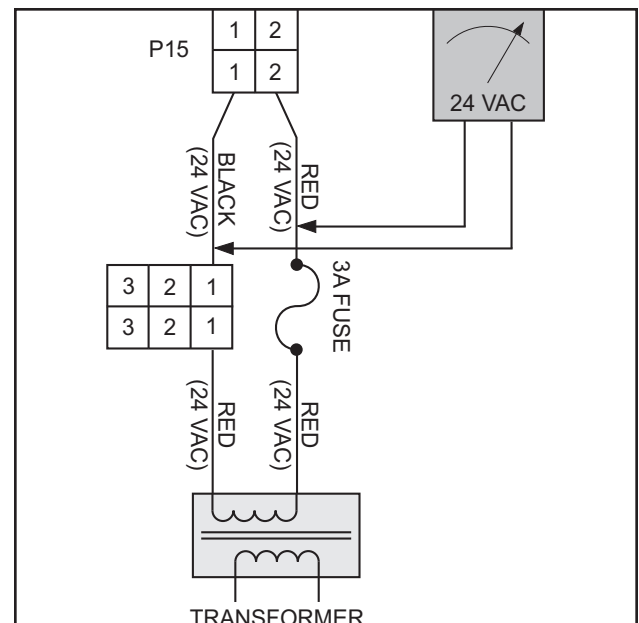 P15
1 2
1 2
24 VAC
BLACK
(24 VAC)
RED
(24 VAC)
3 2 1
3 2 1
3A FUSE
RED
(24 VAC)
RED
(24 VAC)
TRANSFORMER